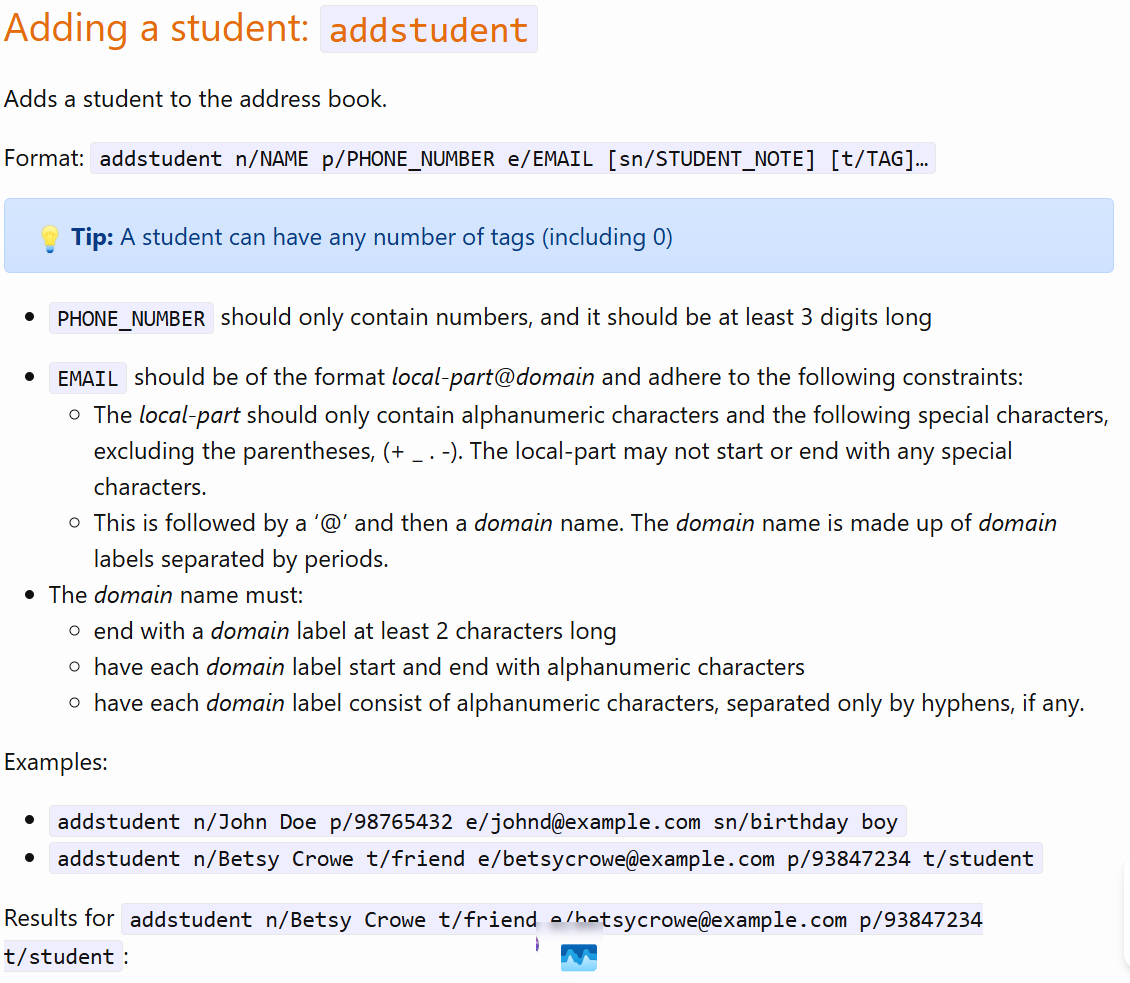 Adding a student: addstudent
Adds a student to the address book.
Format: addstudent n/NAME p/PHONE_NUMBER e/EMAIL [sn/STUDENT_NOTE] [t/TAG]…
Tip: A student can have any number of tags (including 0)
PHONE_NUMBER should only contain numbers, and it should be at least 3 digits long
EMAIL should be of the format local-part@domain and adhere to the following constraints:
The local-part should only contain alphanumeric characters and the following special characters,
excluding the parentheses, (+ _ . -). The local-part may not start or end with any special
characters.
This is followed by a ‘@’ and then a domain name. The domain name is made up of domain
labels separated by periods.
The domain name must:
end with a domain label at least 2 characters long
have each domain label start and end with alphanumeric characters
have each domain label consist of alphanumeric characters, separated only by hyphens, if any.
Examples:
addstudent n/John Doe p/98765432 e/johnd@example.com sn/birthday boy
addstudent n/Betsy Crowe t/friend e/betsycrowe@example.com p/93847234 t/student
Results for addstudent n/Betsy Crowe t/friend e/betsycrowe@example.com p/93847234
t/student: